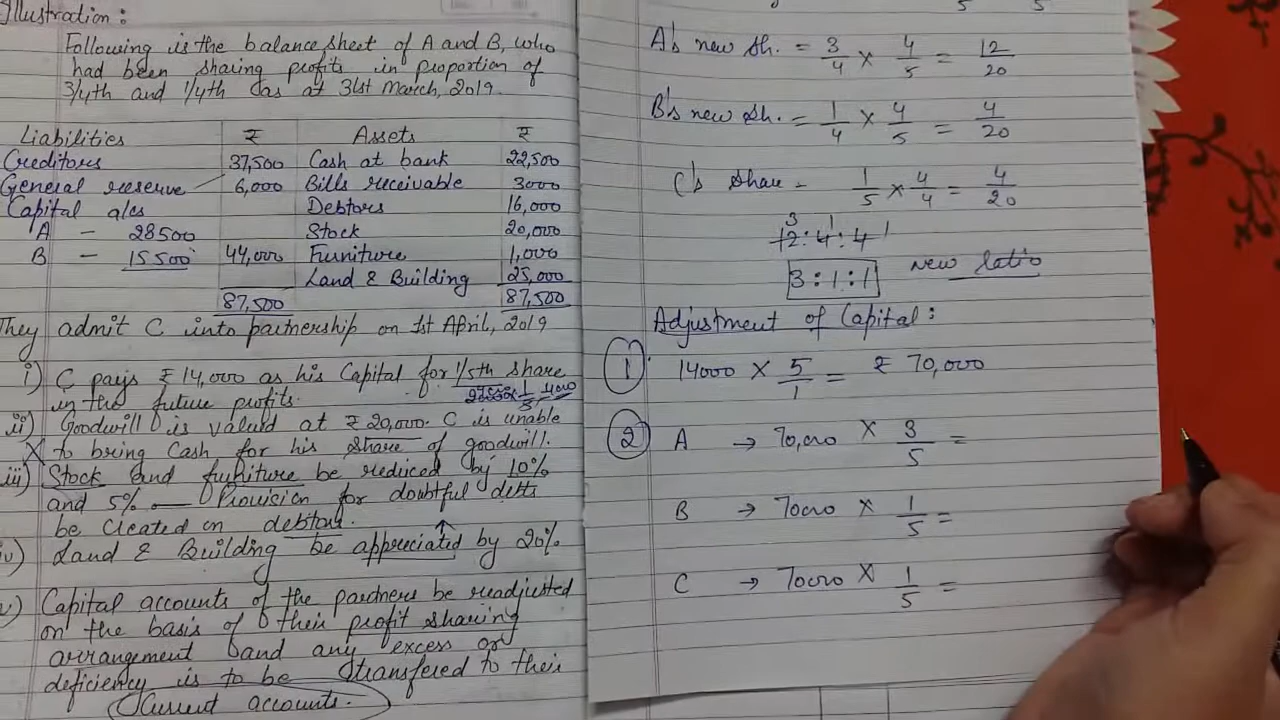 Illustration:
Following is the balance sheet of A and B, who
had been sharing profits in proportion of
3/4th and 1/4th Cas at 31st March, 2019.
Liabilities ₹ Assets ₹
Creditors 37,500 Cash at bank 22,500
General reserve 6,000 Bills receivable 3000
Capital a/cs Debtors 16,000
A - 28500 Stock 20,000
B - 15500 44,000 Furniture 1,000
Land & Building 25,000
87,500 87,500
They admit C into partnership on 1st April, 2019
i) C pays ₹ 14,000 as his Capital for 1/5th share
in the future profits.
ii) Goodwill is valued at ₹ 20,000. C is unable
to bring Cash for his share of goodwill.
iii) Stock and furniture be reduced by 10%
and 5% — Provision for doubtful debts
be created on debtors.
iv) Land & Building be appreciated by 20%.
v) Capital accounts of the partners be readjusted
on the basis of their profit sharing
arrangement and any excess or
deficiency is to be transfered to their
Current accounts.
5 5
A's new sh. = 3/4 × 4/5 = 12/20
B's new sh. = 1/4 × 4/5 = 4/20
C's share - 1/5 × 4/4 = 4/20
3 1
12:4:4 1
3:1:1 new ratio
Adjustment of Capital:
1 14000 × 5/1 = ₹ 70,000
2 A → 70,000 × 3/5 =
B → 70000 × 1/5 =
C → 70000 × 1/5 =